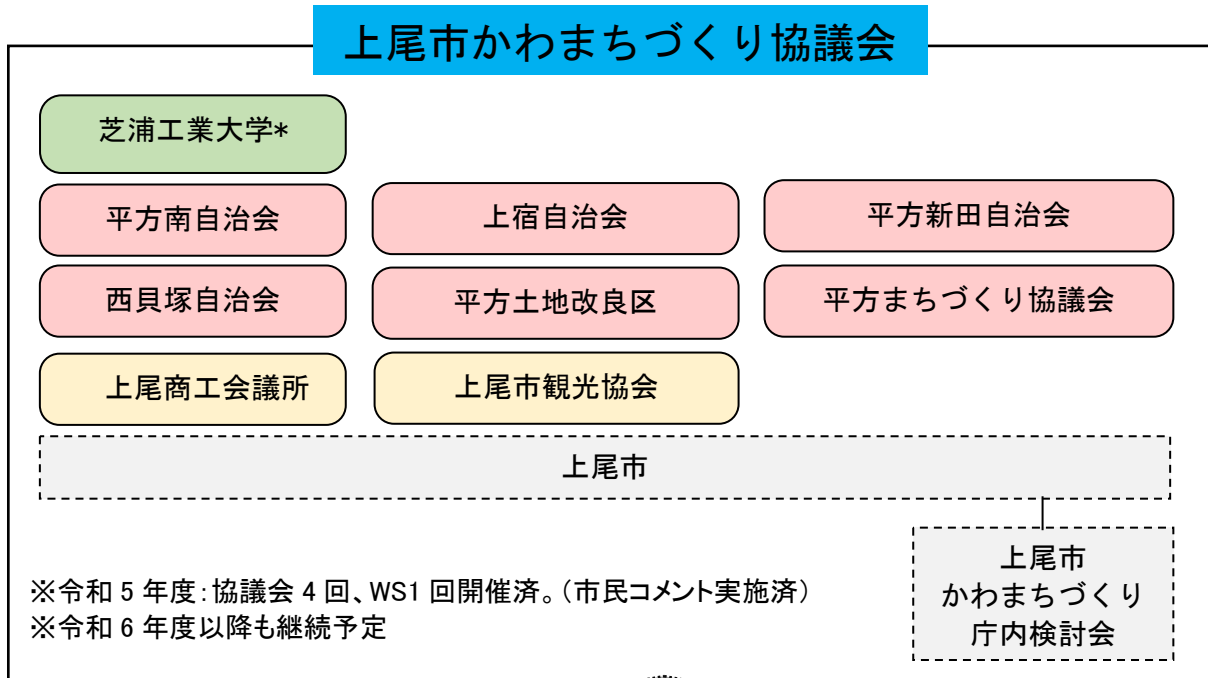 上尾市かわまちづくり協議会
芝浦工業大学*
平方南自治会
上宿自治会
平方新田自治会
西貝塚自治会
平方土地改良区
平方まちづくり協議会
上尾商工会議所
上尾市観光協会
上尾市
上尾市
かわまちづくり
庁内検討会
※令和 5 年度：協議会 4 回、WS1 回開催済。（市民コメント実施済）
※令和 6 年度以降も継続予定